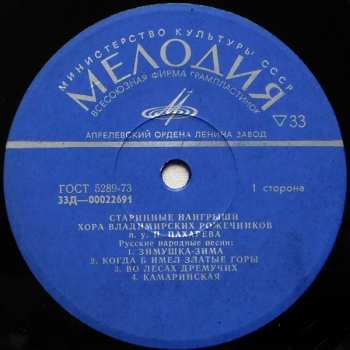 МИНИСТЕРСТВО КУЛЬТУРЫ СССР
МЕЛОДИЯ
ВСЕСОЮЗНАЯ ФИРМА ГРАМПЛАСТИНОК
▽33
АПРЕЛЕВСКИЙ ОРДЕНА ЛЕНИНА ЗАВОД
ГОСТ 5289-73
33Д—00022691
1 сторона
СТАРИННЫЕ НАИГРЫШИ
ХОРА ВЛАДИМИРСКИХ РОЖЕЧНИКОВ
п. у. П. ПАХАРЕВА
Русские народные песни:
1. ЗИМУШКА-ЗИМА
2. КОГДА Б ИМЕЛ ЗЛАТЫЕ ГОРЫ
3. ВО ЛЕСАХ ДРЕМУЧИХ
4. КАМАРИНСКАЯ